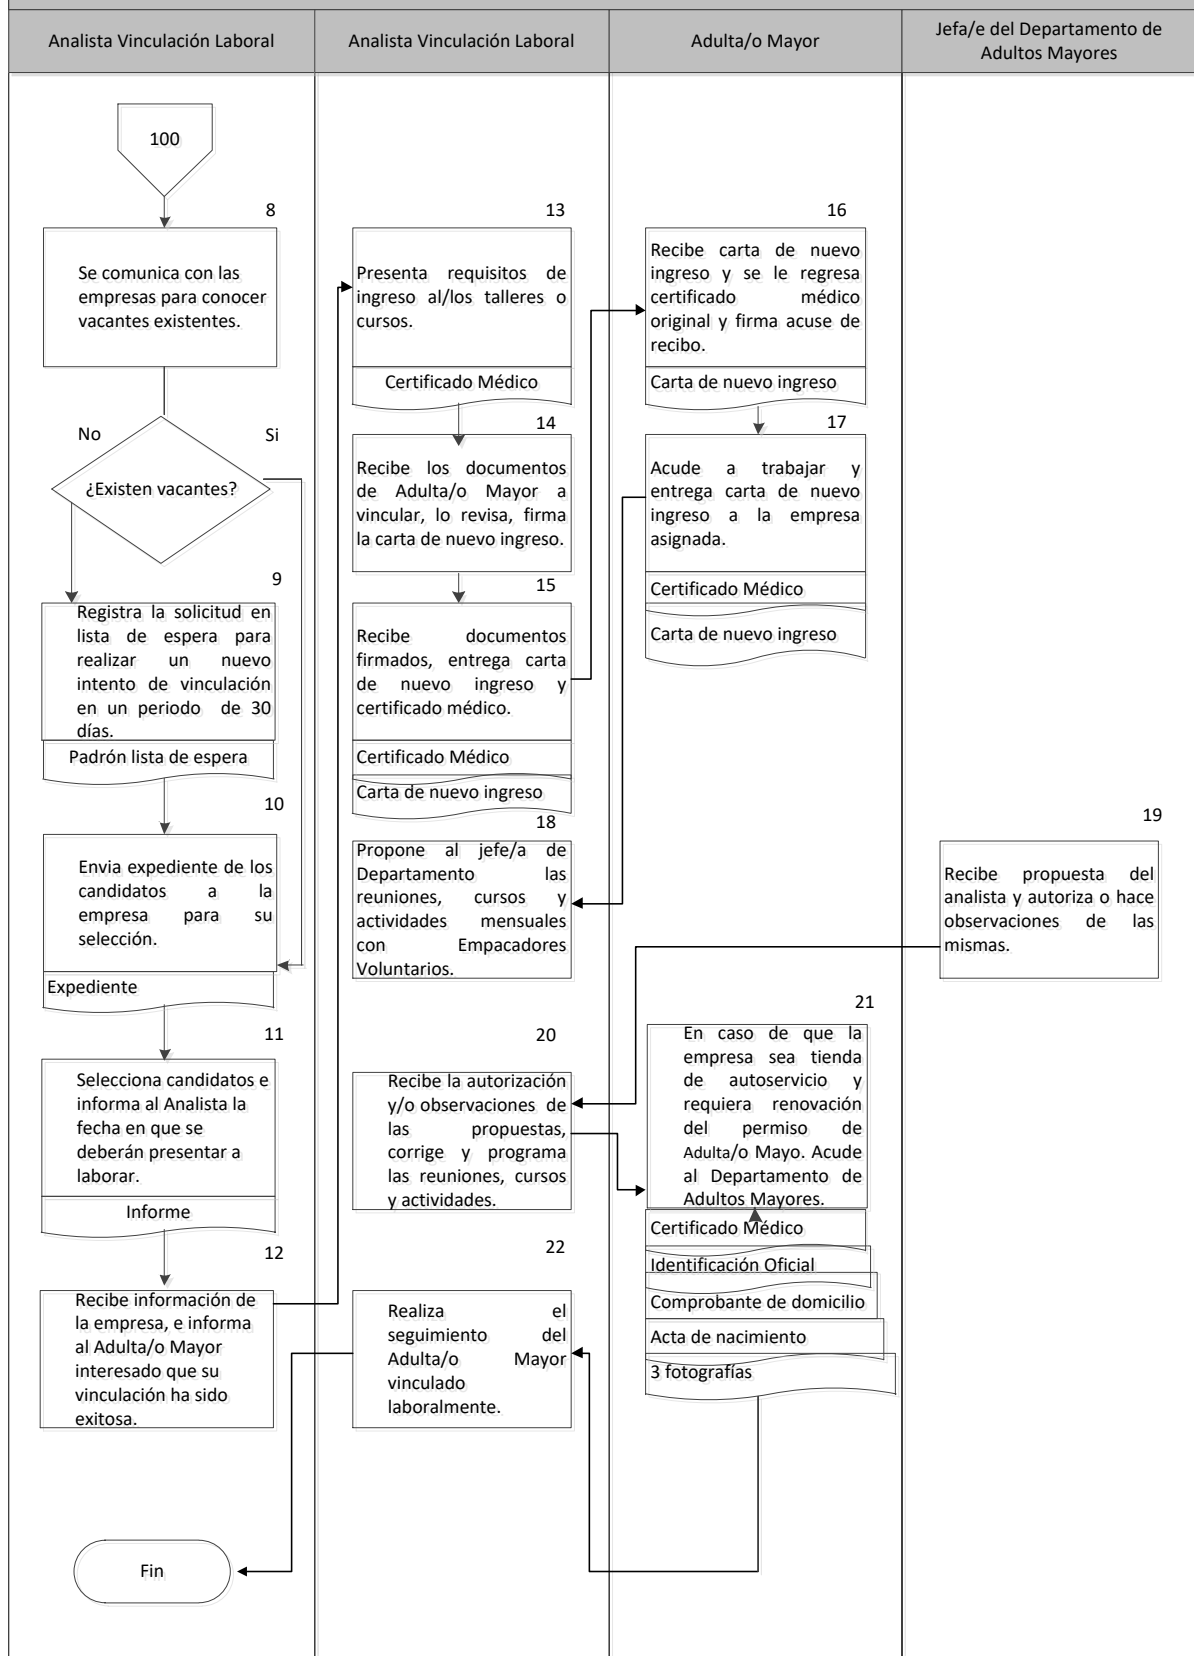 Analista Vinculación Laboral
Analista Vinculación Laboral
Adulta/o Mayor
Jefa/e del Departamento de
Adultos Mayores
100
8
Se comunica con las
empresas para conocer
vacantes existentes.
No
Si
¿Existen vacantes?
9
Registra la solicitud en
lista de espera para
realizar un nuevo
intento de vinculación
en un periodo de 30
días.
Padrón lista de espera
10
Envia expediente de los
candidatos a la
empresa para su
selección.
Expediente
11
Selecciona candidatos e
informa al Analista la
fecha en que se
deberán presentar a
laborar.
Informe
12
Recibe información de
la empresa, e informa
al Adulta/o Mayor
interesado que su
vinculación ha sido
exitosa.
Fin
13
Presenta requisitos de
ingreso al/los talleres o
cursos.
Certificado Médico
14
Recibe los documentos
de Adulta/o Mayor a
vincular, lo revisa, firma
la carta de nuevo ingreso.
15
Recibe documentos
firmados, entrega carta
de nuevo ingreso y
certificado médico.
Certificado Médico
Carta de nuevo ingreso
18
Propone al jefe/a de
Departamento las
reuniones, cursos y
actividades mensuales
con Empacadores
Voluntarios.
20
Recibe la autorización
y/o observaciones de
las propuestas,
corrige y programa
las reuniones, cursos
y actividades.
22
Realiza el
seguimiento del
Adulta/o Mayor
vinculado
laboralmente.
16
Recibe carta de nuevo
ingreso y se le regresa
certificado médico
original y firma acuse de
recibo.
Carta de nuevo ingreso
17
Acude a trabajar y
entrega carta de nuevo
ingreso a la empresa
asignada.
Certificado Médico
Carta de nuevo ingreso
21
En caso de que la
empresa sea tienda
de autoservicio y
requiera renovación
del permiso de
Adulta/o Mayo. Acude
al Departamento de
Adultos Mayores.
Certificado Médico
Identificación Oficial
Comprobante de domicilio
Acta de nacimiento
3 fotografías
19
Recibe propuesta del
analista y autoriza o hace
observaciones de las
mismas.